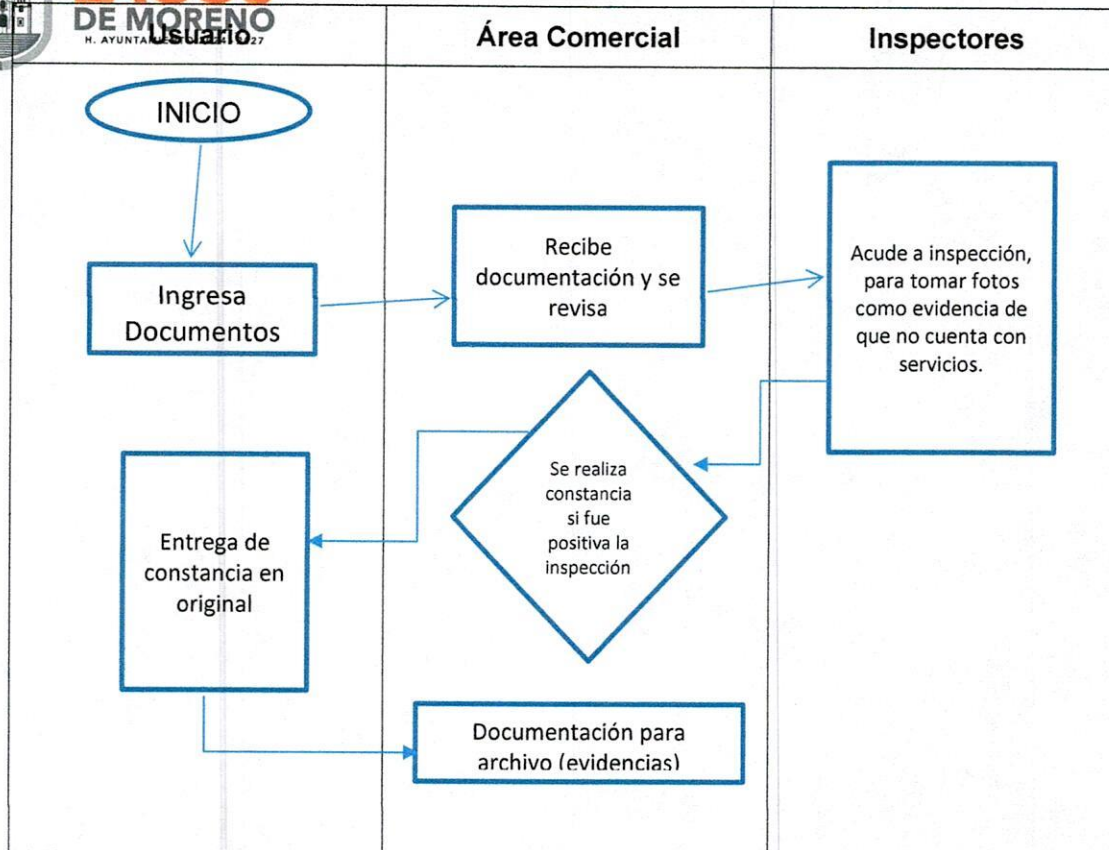 DE MORENO
Usuario
Área Comercial
Inspectores
INICIO
Ingresa
Documentos
Recibe
documentación y se
revisa
Acude a inspección,
para tomar fotos
como evidencia de
que no cuenta con
servicios.
Se realiza
constancia
si fue
positiva la
inspección
Entrega de
constancia en
original
Documentación para
archivo (evidencias)